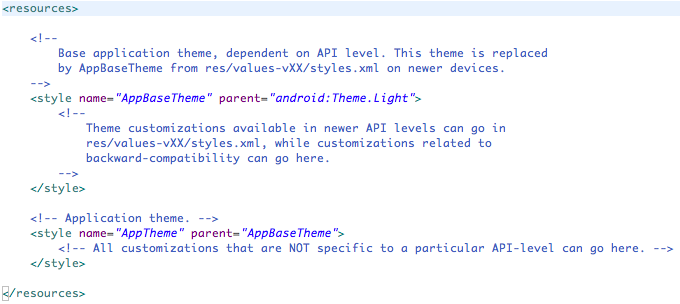 <resources>

    <!--
        Base application theme, dependent on API level. This theme is replaced
        by AppBaseTheme from res/values-vXX/styles.xml on newer devices.
    -->
    <style name="AppBaseTheme" parent="android:Theme.Light">
        <!--
            Theme customizations available in newer API levels can go in
            res/values-vXX/styles.xml, while customizations related to
            backward-compatibility can go here.
        -->
    </style>

    <!-- Application theme. -->
    <style name="AppTheme" parent="AppBaseTheme">
        <!-- All customizations that are NOT specific to a particular API-level can go here. -->
    </style>

</resources>